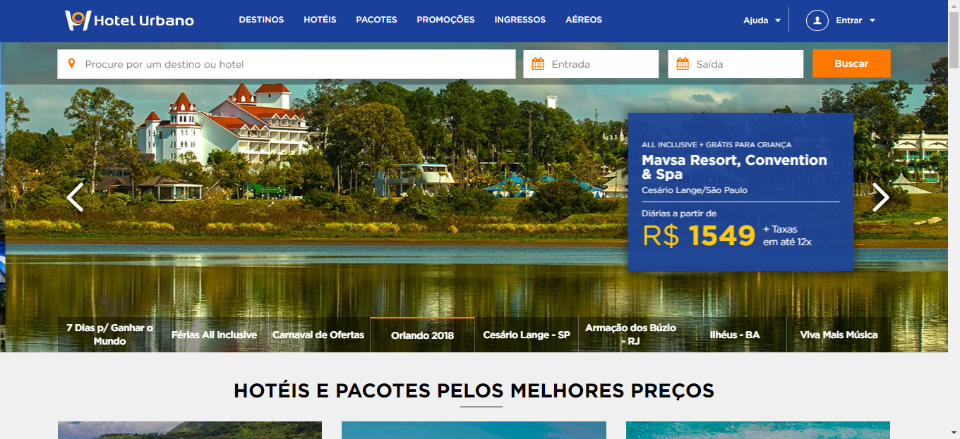 Hotel Urbano
DESTINOS HOTÉIS PACOTES PROMOÇÕES INGRESSOS AÉREOS
Ajuda
Entrar
Procure por um destino ou hotel
Entrada
Saída
Buscar
ALL INCLUSIVE + GRÁTIS PARA CRIANÇA
Mavsa Resort, Convention
& Spa
Cesário Lange/São Paulo
Diárias a partir de
R$ 1549
+ Taxas
em até 12x
7 Dias p/ Ganhar o
Mundo
Férias All Inclusive
Carnaval de Ofertas
Orlando 2018
Cesário Lange - SP
Armação dos Búzio
- RJ
Ilhéus - BA
Viva Mais Música
HOTÉIS E PACOTES PELOS MELHORES PREÇOS